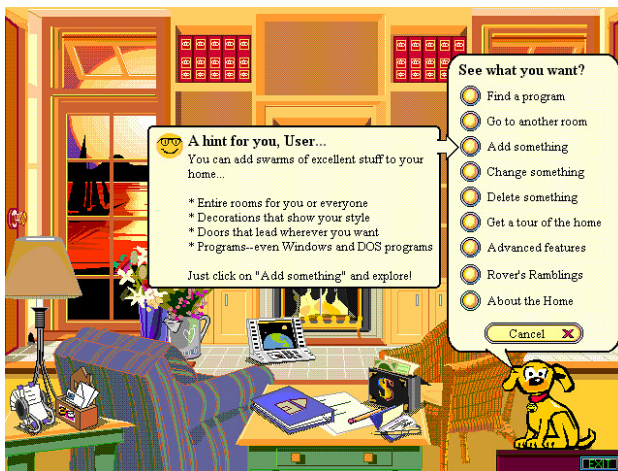 See what you want?
Find a program
Go to another room
Add something
Change something
Delete something
Get a tour of the home
Advanced features
Rover's Ramblings
About the Home
Cancel
A hint for you, User...
You can add swarms of excellent stuff to your
home...
* Entire rooms for you or everyone
* Decorations that show your style
* Doors that lead wherever you want
* Programs--even Windows and DOS programs
Just click on "Add something" and explore!
EXIT